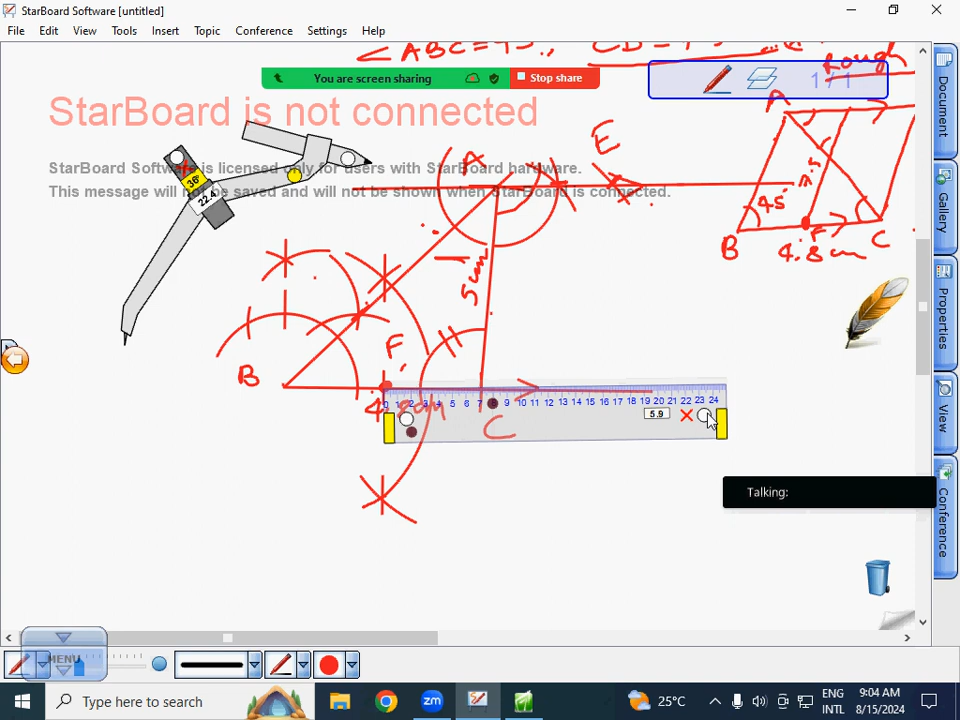 StarBoard Software [untitled]
File Edit View Tools Insert Topic Conference Settings Help
CD =
Rough
You are screen sharing
Stop share
1 / 1
StarBoard is not connected
StarBoard Software is licensed only for users with StarBoard hardware.
This message will not be saved and will not be shown when StarBoard is connected.
A
E
36°
22.4
A
45
B
F
C
4.8cm
5cm
F
B
4.8cm
0 1 2 3 4 5 6 7 8 9 10 11 12 13 14 15 16 17 18 19 20 21 22 23 24
5.9
C
Talking:
Document
Gallery
Properties
View
Conference
MENU
Type here to search
25°C
ENG
INTL
9:04 AM
8/15/2024